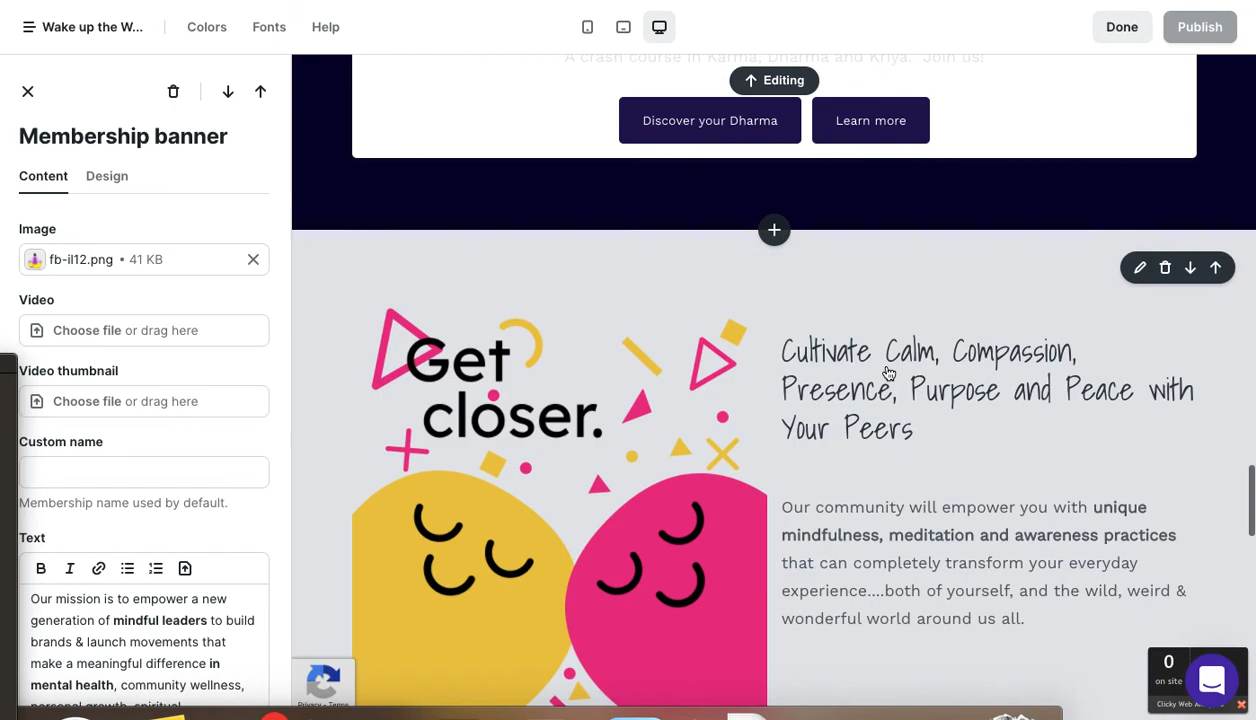 Wake up the W...
Colors
Fonts
Help
Done
Publish
Membership banner
Content
Design
Image
fb-il12.png • 41 KB
Video
Choose file or drag here
Video thumbnail
Choose file or drag here
Custom name
Membership name used by default.
Text
B I
Our mission is to empower a new
generation of mindful leaders to build
brands & launch movements that
make a meaningful difference in
mental health, community wellness,
personal growth, spiritual
A crash course in Karma, Dharma and Kriya. Join us!
Editing
Discover your Dharma
Learn more
Get
closer.
Cultivate Calm, Compassion,
Presence, Purpose and Peace with
Your Peers
Our community will empower you with unique
mindfulness, meditation and awareness practices
that can completely transform your everyday
experience....both of yourself, and the wild, weird &
wonderful world around us all.
Privacy - Terms
0
on site